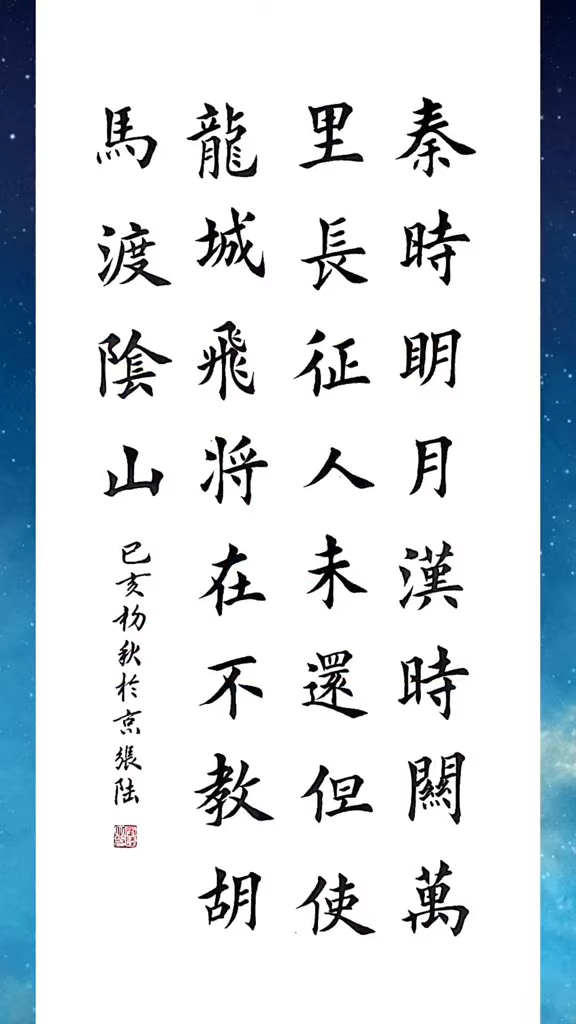 秦時明月漢時關萬
里長征人未還但使
龍城飛将在不教胡
馬渡陰山
已亥杪秋於京張陆